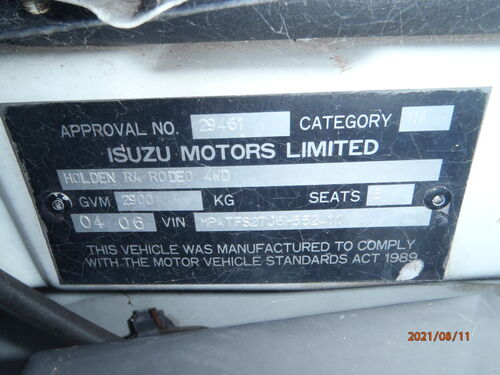 APPROVAL NO. 29461 CATEGORY
ISUZU MOTORS LIMITED
HOLDEN RA RODEO 4WD
GVM 2900 KG SEATS
04 06 VIN
THIS VEHICLE WAS MANUFACTURED TO COMPLY
WITH THE MOTOR VEHICLE STANDARDS ACT 1989
2021/08/11